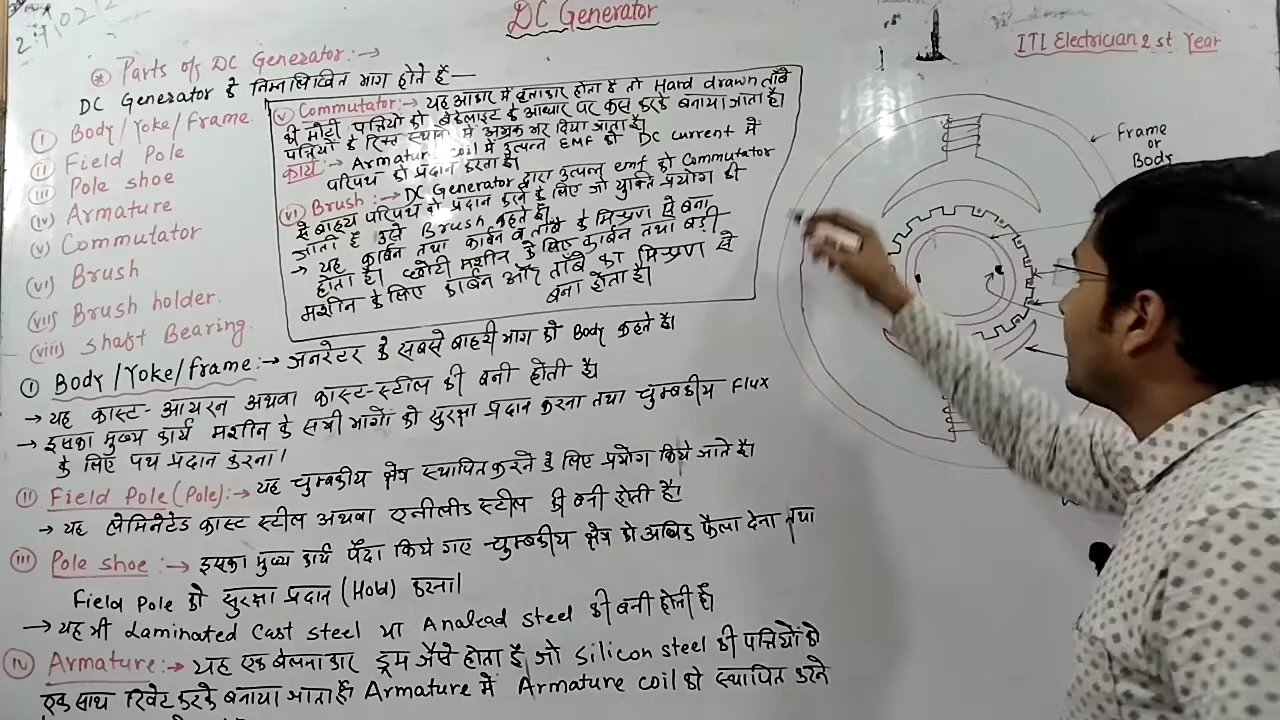 DC Generator
ITI Electrician 2 st Year
* Parts of DC Generator:→
DC Generator के निम्नलिखित भाग होते हैं—
(i) Body/Yoke/Frame.
(ii) Field Pole
(iii) Pole shoe
(iv) Armature
(v) Commutator
(vi) Brush
(vii) Brush holder.
(viii) Shaft Bearing.
(v) Commutator:→ यह आकार में वृत्ताकार होता है जो Hard drawn ताँबे
की मोटी पत्तियों को बैकेलाइट के आधार पर कस करके बनाया जाता है।
पत्तियों के रिक्त स्थानों में अभ्रक भर दिया जाता है।
कार्य:→ Armature coil में उत्पन्न EMF को DC current में
परिपथ को प्रदान करता है।
(vi) Brush:→ DC Generator द्वारा उत्पन्न emf को Commutator
से बाह्य परिपथ को प्रदान करने के लिए जो युक्ति प्रयोग की
जाती है उसे Brush कहते हैं।
→ यह कार्बन तथा कार्बन व ताँबे के मिश्रण से बना
होता है। छोटी मशीन के लिए कार्बन तथा बड़ी
मशीन के लिए कार्बन और ताँबे का मिश्रण से
बना होता है।
Frame
or
Body
(i) Body/Yoke/frame:→ जनरेटर के सबसे बाहरी भाग को Body कहते है।
→ यह कास्ट-आयरन अथवा कास्ट-स्टील की बनी होती है।
→ इसका मुख्य कार्य मशीन के सभी भागों को सुरक्षा प्रदान करना तथा चुम्बकीय Flux
के लिए पथ प्रदान करना।
(ii) Field Pole (Pole):→ यह चुम्बकीय क्षेत्र स्थापित करने के लिए प्रयोग किये जाते है।
→ यह लेमिनेटेड कास्ट स्टील अथवा एनीलीड स्टील की बनी होती है।
(iii) Pole shoe:→ इसका मुख्य कार्य पैदा किये गए चुम्बकीय क्षेत्र को अधिक फैला देना तथा
Field Pole को सुरक्षा प्रदान (Hold) करना।
→ यह भी Laminated Cast steel या Analead steel की बनी होती है।
(iv) Armature:→ यह एक बेलनाकार ड्रम जैसे होता है, जो Silicon steel की पत्तियों को
एक साथ रिवेट करके बनाया जाता है। Armature में Armature coil को स्थापित करने